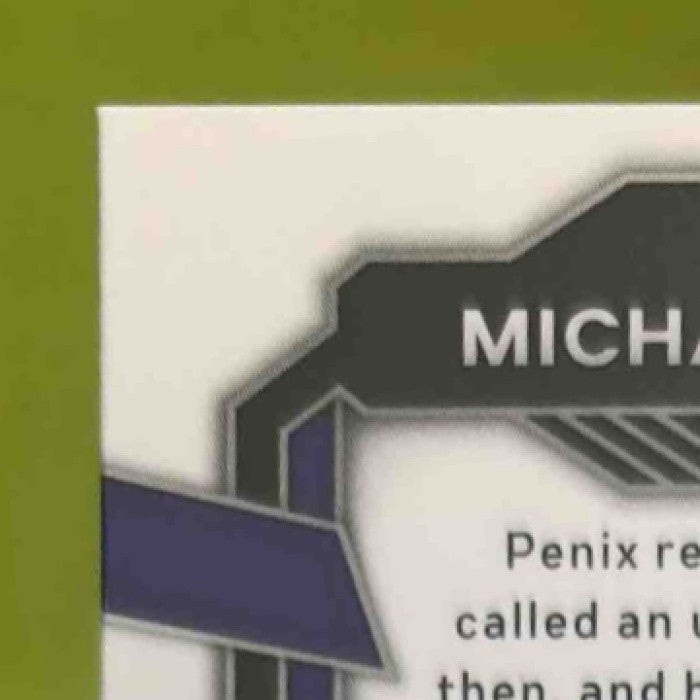 MICHA
Penix re
called an u
then, and h